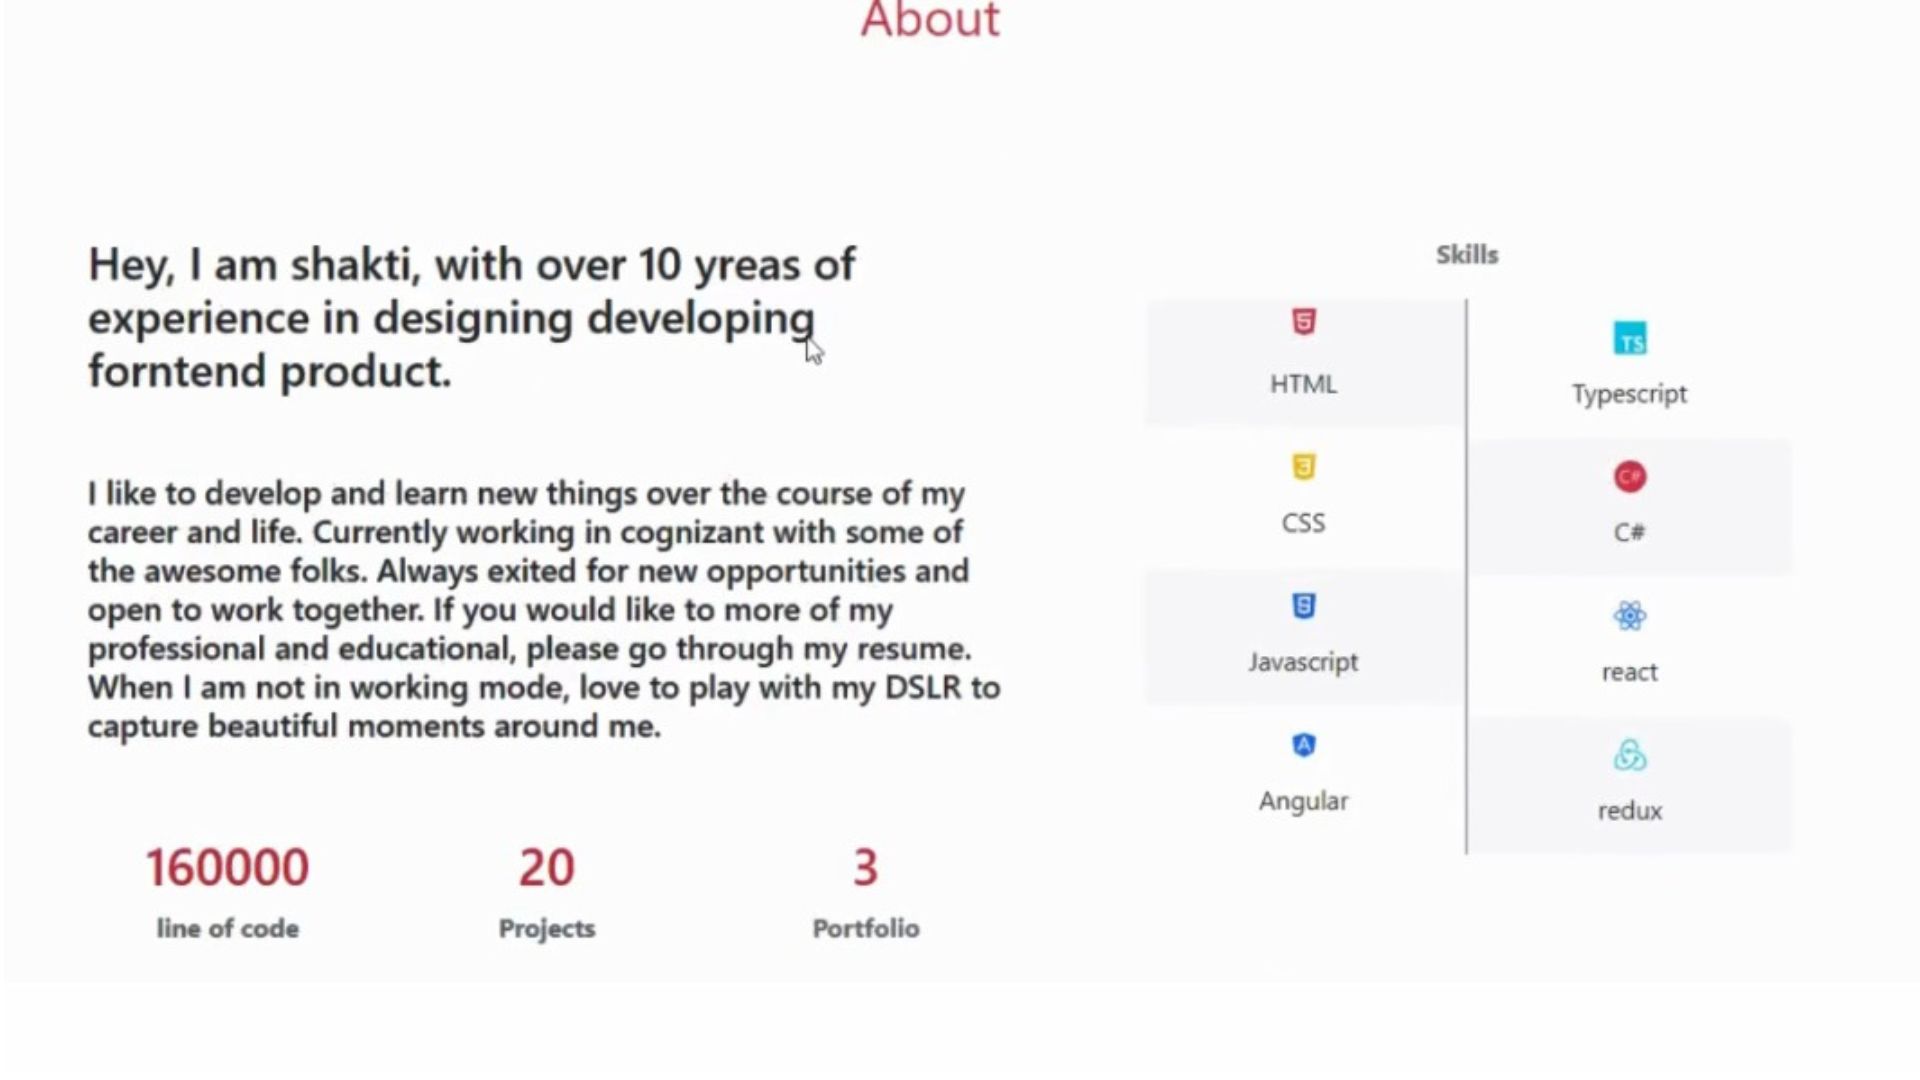 About
Hey, I am shakti, with over 10 yreas of
experience in designing developing
forntend product.
I like to develop and learn new things over the course of my
career and life. Currently working in cognizant with some of
the awesome folks. Always exited for new opportunities and
open to work together. If you would like to more of my
professional and educational, please go through my resume.
When I am not in working mode, love to play with my DSLR to
capture beautiful moments around me.
160000
line of code
20
Projects
3
Portfolio
Skills
5
HTML
3
CSS
S
Javascript
A
Angular
TS
Typescript
C#
C#
react
redux